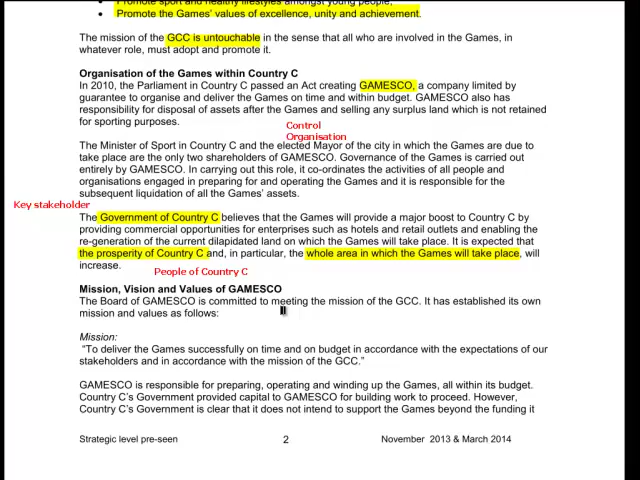 Promote sport and healthy lifestyles amongst young people;
• Promote the Games' values of excellence, unity and achievement.
The mission of the GCC is untouchable in the sense that all who are involved in the Games, in
whatever role, must adopt and promote it.
Organisation of the Games within Country C
In 2010, the Parliament in Country C passed an Act creating GAMESCO, a company limited by
guarantee to organise and deliver the Games on time and within budget. GAMESCO also has
responsibility for disposal of assets after the Games and selling any surplus land which is not retained
for sporting purposes.
Control
Organisation
The Minister of Sport in Country C and the elected Mayor of the city in which the Games are due to
take place are the only two shareholders of GAMESCO. Governance of the Games is carried out
entirely by GAMESCO. In carrying out this role, it co-ordinates the activities of all people and
organisations engaged in preparing for and operating the Games and it is responsible for the
subsequent liquidation of all the Games' assets.
Key stakeholder
The Government of Country C believes that the Games will provide a major boost to Country C by
providing commercial opportunities for enterprises such as hotels and retail outlets and enabling the
re-generation of the current dilapidated land on which the Games will take place. It is expected that
the prosperity of Country C and, in particular, the whole area in which the Games will take place, will
increase.
People of Country C
Mission, Vision and Values of GAMESCO
The Board of GAMESCO is committed to meeting the mission of the GCC. It has established its own
mission and values as follows:
Mission:
"To deliver the Games successfully on time and on budget in accordance with the expectations of our
stakeholders and in accordance with the mission of the GCC."
GAMESCO is responsible for preparing, operating and winding up the Games, all within its budget.
Country C's Government provided capital to GAMESCO for building work to proceed. However,
Country C's Government is clear that it does not intend to support the Games beyond the funding it
Strategic level pre-seen 2 November 2013 & March 2014